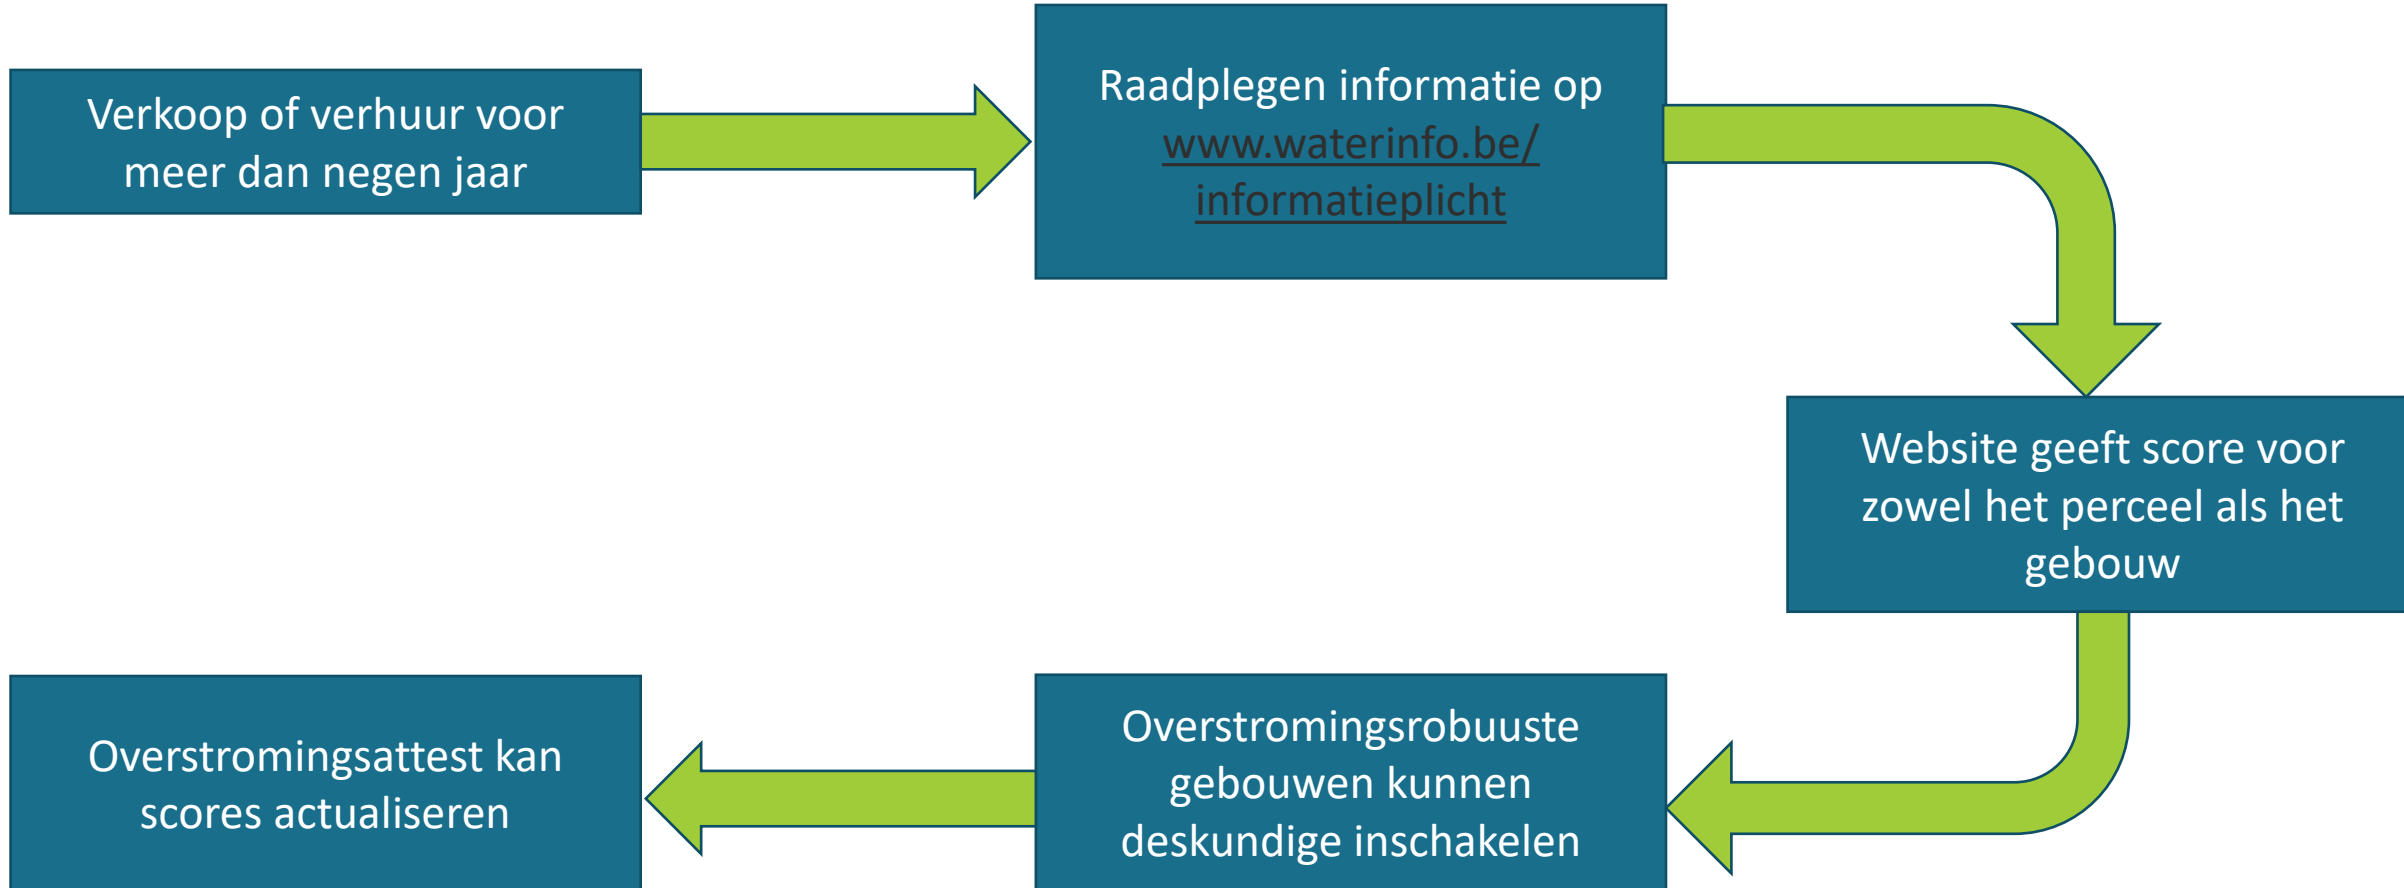 Verkoop of verhuur voor
meer dan negen jaar
Raadplegen informatie op
www.waterinfo.be/
informatieplicht
Website geeft score voor
zowel het perceel als het
gebouw
Overstromingsrobuuste
gebouwen kunnen
deskundige inschakelen
Overstromingsattest kan
scores actualiseren